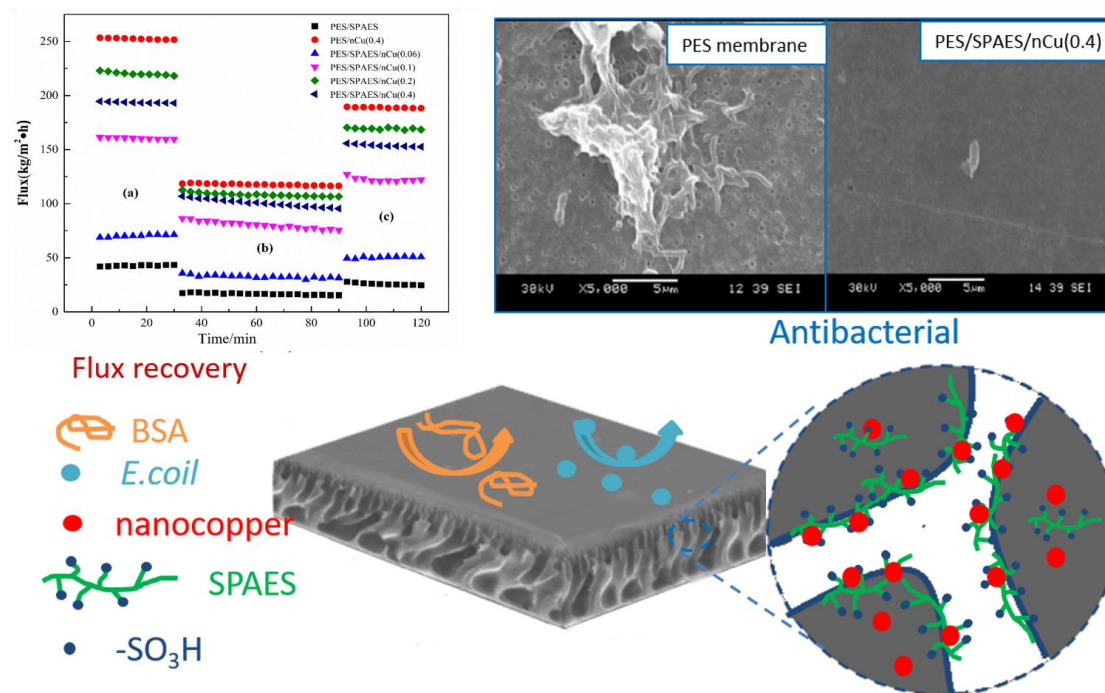 Flux(kg/m²•h)
250
200
150
100
50
0
PES/SPAES
PES/nCu(0.4)
PES/SPAES/nCu(0.06)
PES/SPAES/nCu(0.1)
PES/SPAES/nCu(0.2)
PES/SPAES/nCu(0.4)
(a)
(b)
(c)
0 20 40 60 80 100 120
Time/min
PES membrane
30kV X5,000 5µm 12 39 SEI
PES/SPAES/nCu(0.4)
30kV X5,000 5µm 14 39 SEI
Flux recovery
Antibacterial
BSA
E.coil
nanocopper
SPAES
-SO₃H